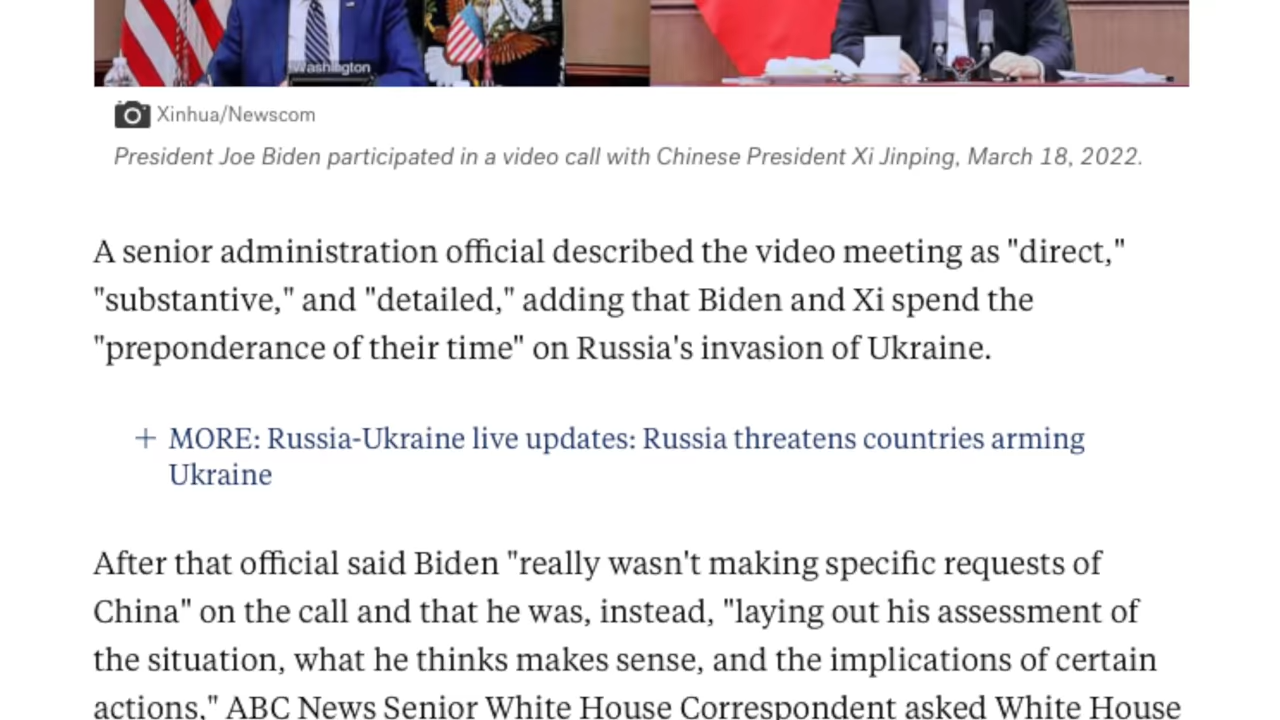 Washington
Xinhua/Newscom
President Joe Biden participated in a video call with Chinese President Xi Jinping, March 18, 2022.
A senior administration official described the video meeting as "direct,"
"substantive," and "detailed," adding that Biden and Xi spend the
"preponderance of their time" on Russia's invasion of Ukraine.
+ MORE: Russia-Ukraine live updates: Russia threatens countries arming
Ukraine
After that official said Biden "really wasn't making specific requests of
China" on the call and that he was, instead, "laying out his assessment of
the situation, what he thinks makes sense, and the implications of certain
actions," ABC News Senior White House Correspondent asked White House